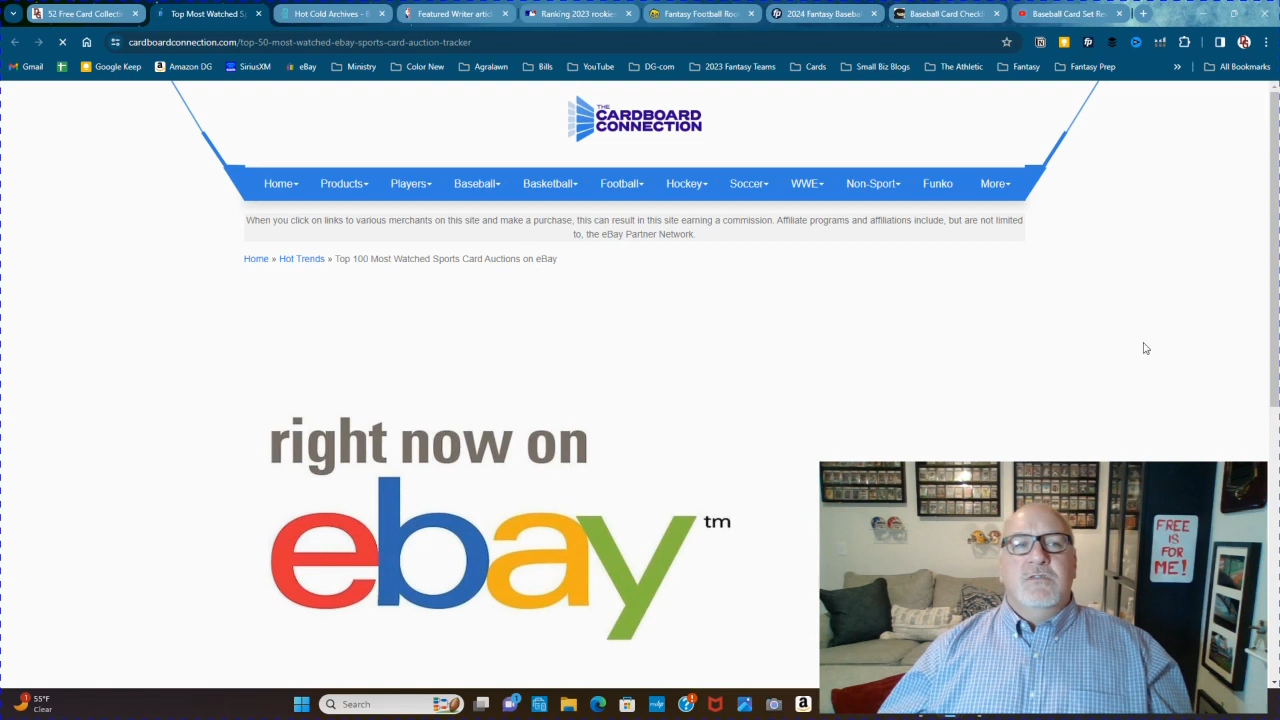 52 Free Card Collecti
Top Most Watched S
Hot Cold Archives - B
Featured Writer artic
Ranking 2023 rookies
Fantasy Football Roo
2024 Fantasy Baseba
Baseball Card Checkl
Baseball Card Set Re
cardboardconnection.com/top-50-most-watched-ebay-sports-card-auction-tracker
Gmail
Google Keep
Amazon DG
SiriusXM
eBay
Ministry
Color New
Agralawn
Bills
YouTube
DG-com
2023 Fantasy Teams
Cards
Small Biz Blogs
The Athletic
Fantasy
Fantasy Prep
»
All Bookmarks
THE
CARDBOARD
CONNECTION
Home
Products
Players
Baseball
Basketball
Football
Hockey
Soccer
WWE
Non-Sport
Funko
More
When you click on links to various merchants on this site and make a purchase, this can result in this site earning a commission. Affiliate programs and affiliations include, but are not limited
to, the eBay Partner Network.
Home » Hot Trends » Top 100 Most Watched Sports Card Auctions on eBay
right now on
ebay™
FREE
IS
FOR
ME!
1
55°F
Clear
Search